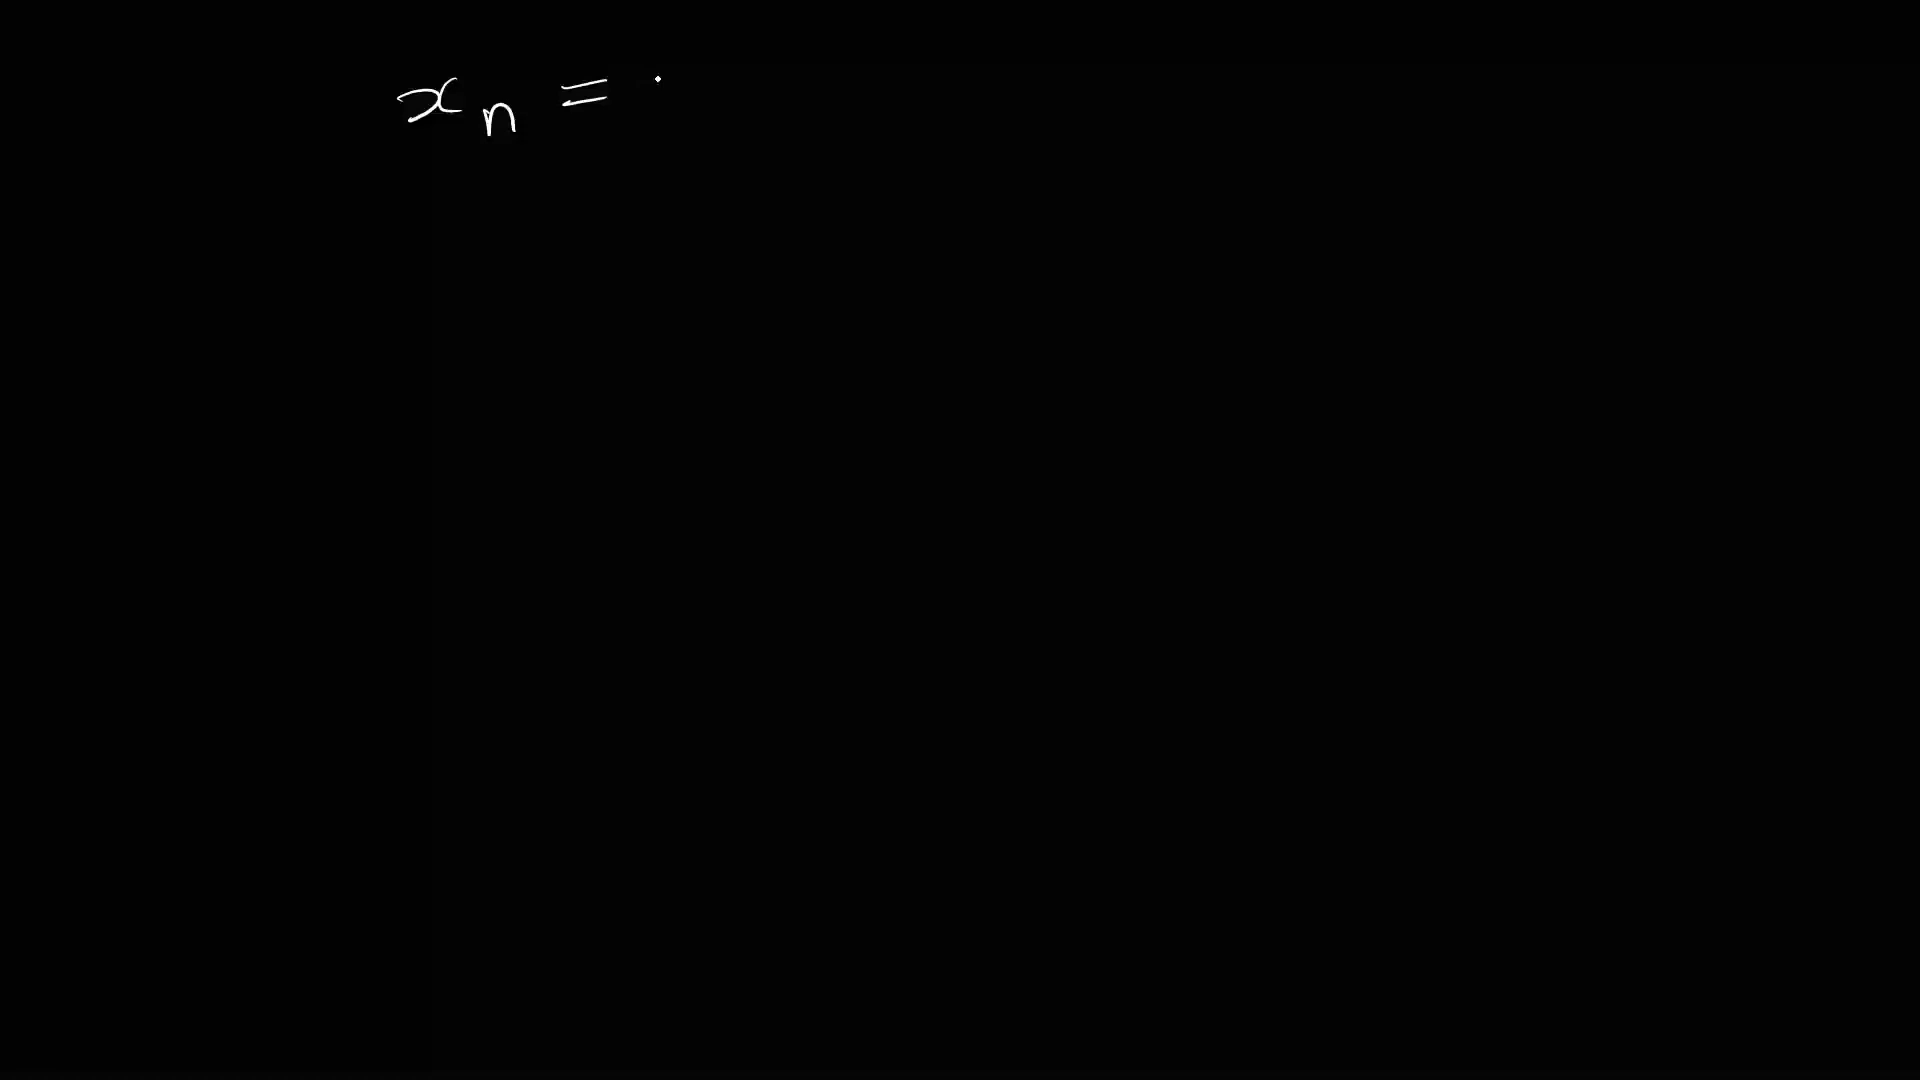 xₙ =